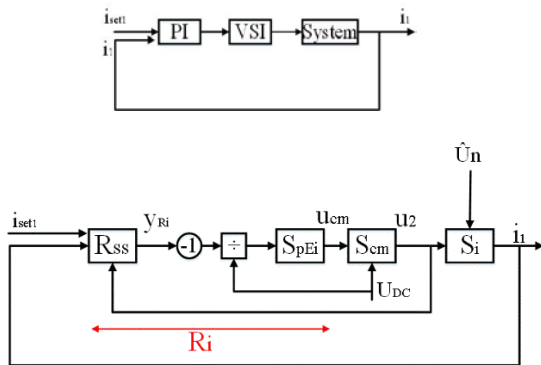 iset1
i1
PI
VSI
System
i1
Ûn
iset1
Rss
yRi
-1
÷
SpEi
ucm
Scm
u2
Si
i1
UDC
Ri